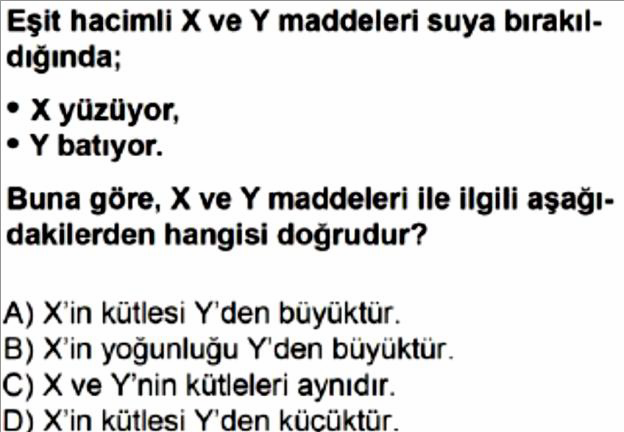 Eşit hacimli X ve Y maddeleri suya bırakıl-
dığında;
• X yüzüyor,
• Y batıyor.
Buna göre, X ve Y maddeleri ile ilgili aşağı-
dakilerden hangisi doğrudur?
A) X'in kütlesi Y'den büyüktür.
B) X'in yoğunluğu Y'den büyüktür.
C) X ve Y'nin kütleleri aynıdır.
D) X'in kütlesi Y'den küçüktür.